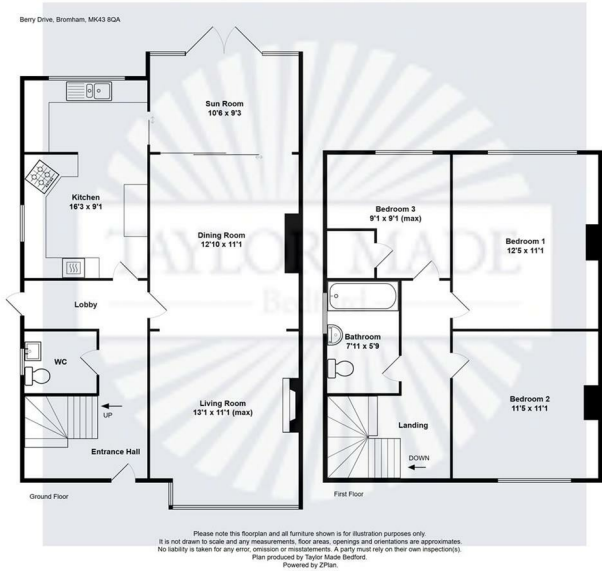 Berry Drive, Bromham, MK43 8QA
Sun Room
10'6 x 9'3
Kitchen
16'3 x 9'1
Dining Room
12'10 x 11'1
Lobby
WC
Living Room
13'1 x 11'1 (max)
UP
Entrance Hall
Ground Floor
Bedroom 3
9'1 x 9'1 (max)
Bedroom 1
12'5 x 11'1
Bathroom
7'11 x 5'9
Bedroom 2
11'5 x 11'1
Landing
DOWN
First Floor
TAYLOR MADE
Bedford
Please note this floorplan and all furniture shown is for illustration purposes only.
It is not drawn to scale and any measurements, floor areas, openings and orientations are approximates.
No liability is taken for any error, omission or misstatements. A party must rely on their own inspection(s).
Plan produced by Taylor Made Bedford.
Powered by ZPlan.